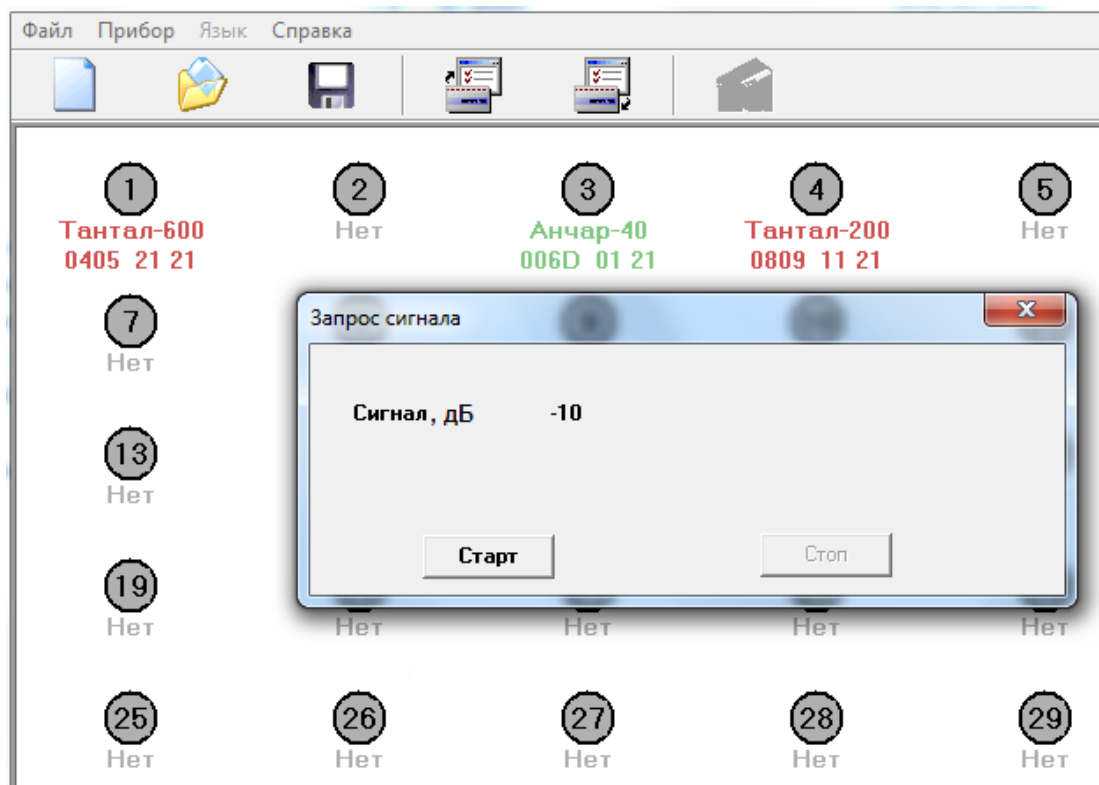 Файл Прибор Язык Справка
1 2 3 4 5
Тантал-600 Нет Анчар-40 Тантал-200 Нет
0405 21 21 006D 01 21 0809 11 21
7
Нет
Запрос сигнала
Сигнал, дБ -10
Старт Стоп
13
Нет
19
Нет Нет Нет Нет Нет
25 26 27 28 29
Нет Нет Нет Нет Нет